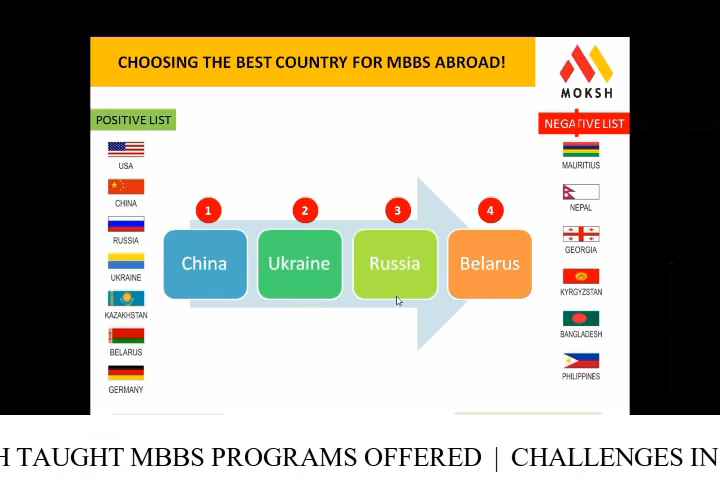 CHOOSING THE BEST COUNTRY FOR MBBS ABROAD!
MOKSH
POSITIVE LIST
NEGATIVE LIST
USA
CHINA
RUSSIA
UKRAINE
KAZAKHSTAN
BELARUS
GERMANY
1
2
3
4
China
Ukraine
Russia
Belarus
MAURITIUS
NEPAL
GEORGIA
KYRGYZSTAN
BANGLADESH
PHILIPPINES
H TAUGHT MBBS PROGRAMS OFFERED | CHALLENGES IN